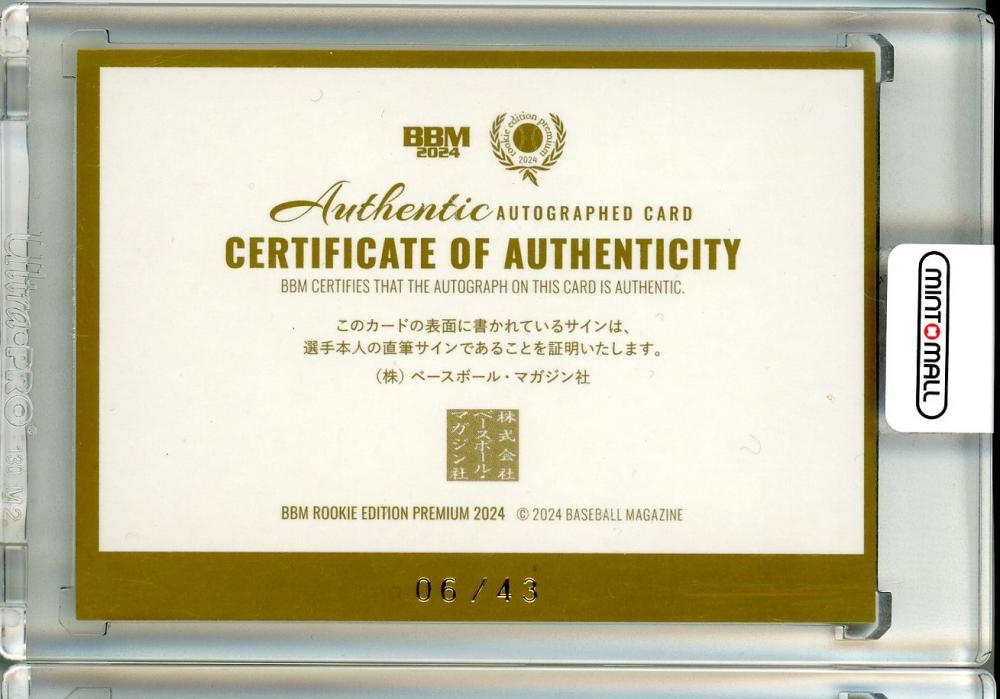 BBM
2024
rookie edition premium
2024
Authentic AUTOGRAPHED CARD
CERTIFICATE OF AUTHENTICITY
BBM CERTIFIES THAT THE AUTOGRAPH ON THIS CARD IS AUTHENTIC.
このカードの表面に書かれているサインは、
選手本人の直筆サインであることを証明いたします。
（株）ベースボール・マガジン社
株式会社
ベースボール・
マガジン社
BBM ROOKIE EDITION PREMIUM 2024 © 2024 BASEBALL MAGAZINE
06/43
Ultra·PRO® 130 M2
MINTOMALL